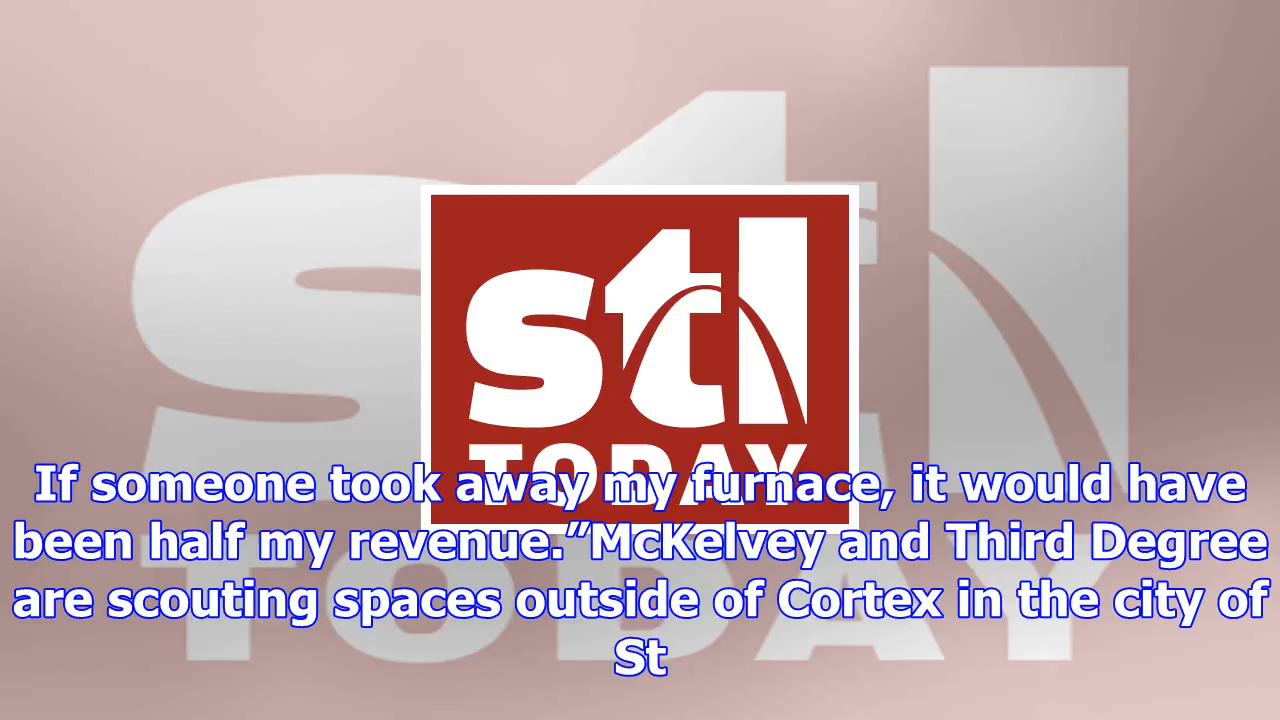 stl
TODAY
If someone took away my furnace, it would have
been half my revenue.”McKelvey and Third Degree
are scouting spaces outside of Cortex in the city of
St